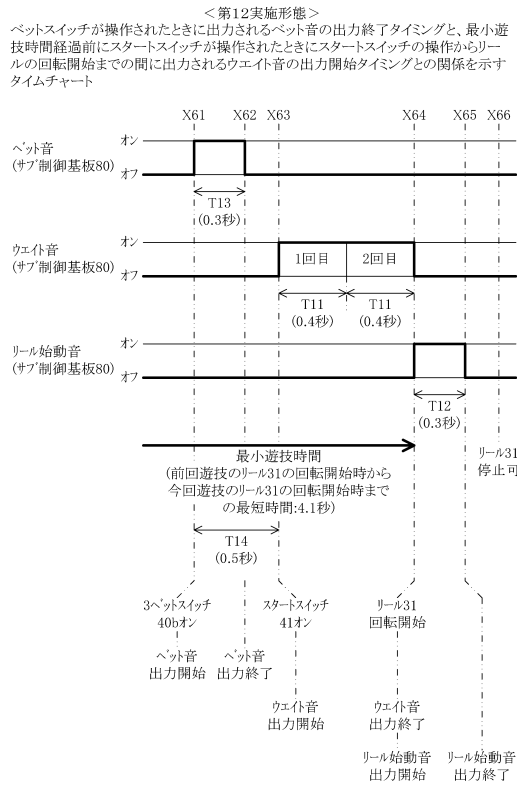 ＜第12実施形態＞
ベットスイッチが操作されたときに出力されるベット音の出力終了タイミングと、最小遊
技時間経過前にスタートスイッチが操作されたときにスタートスイッチの操作からリー
ルの回転開始までの間に出力されるウエイト音の出力開始タイミングとの関係を示す
タイムチャート
X61 X62 X63 X64 X65 X66
ベット音
(サブ制御基板80)
オン
オフ
T13
(0.3秒)
ウエイト音
(サブ制御基板80)
オン
オフ
1回目 2回目
T11 T11
(0.4秒) (0.4秒)
リール始動音
(サブ制御基板80)
オン
オフ
T12
(0.3秒)
最小遊技時間
(前回遊技のリール31の回転開始時から
今回遊技のリール31の回転開始時まで
の最短時間:4.1秒)
リール31
停止可
T14
(0.5秒)
3ベットスイッチ
40bオン
スタートスイッチ
41オン
リール31
回転開始
ベット音
出力開始
ベット音
出力終了
ウエイト音
出力開始
ウエイト音
出力終了
リール始動音
出力開始
リール始動音
出力終了